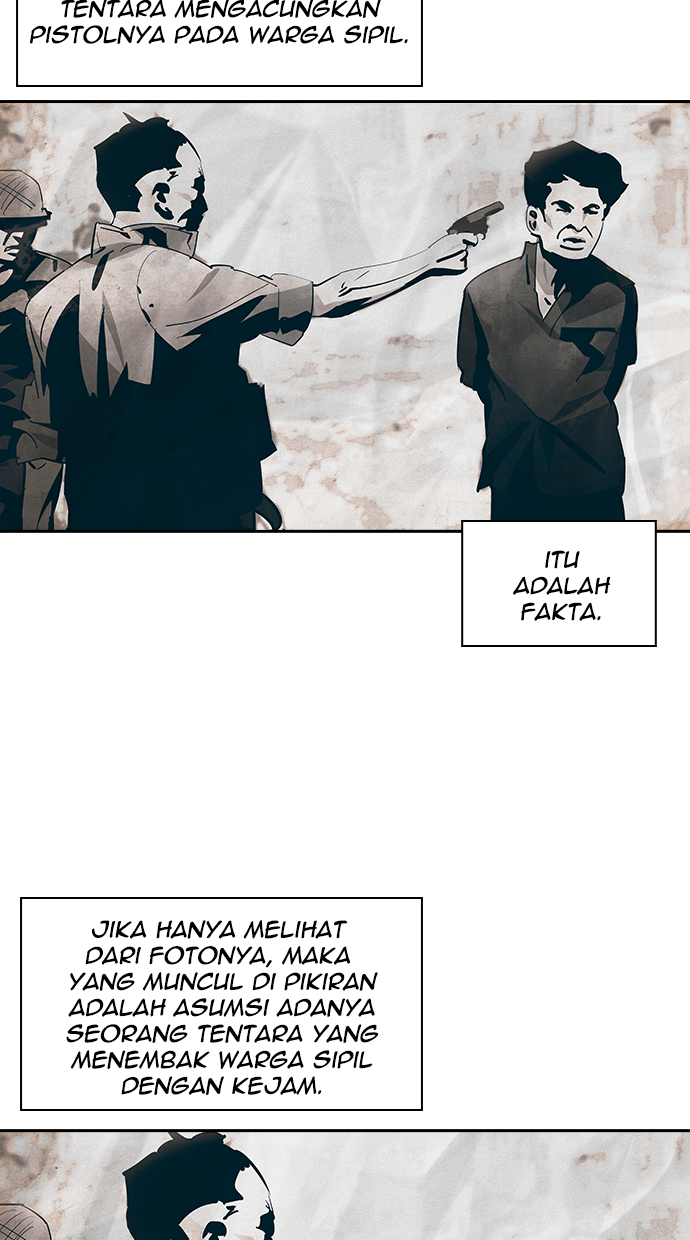 TENTARA MENGACUNGKAN
PISTOLNYA PADA WARGA SIPIL.
ITU
ADALAH
FAKTA.
JIKA HANYA MELIHAT
DARI FOTONYA, MAKA
YANG MUNCUL DI PIKIRAN
ADALAH ASUMSI ADANYA
SEORANG TENTARA YANG
MENEMBAK WARGA SIPIL
DENGAN KEJAM.